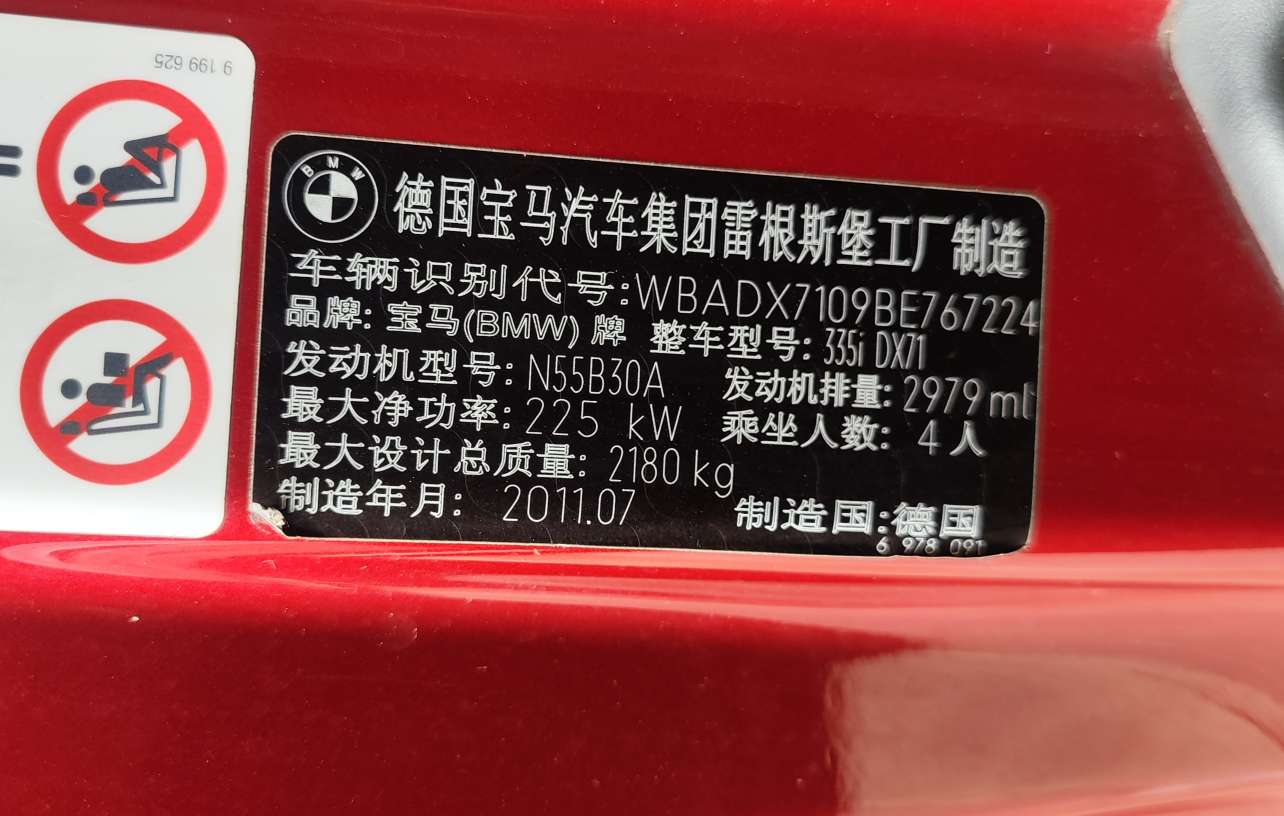 9 199 625
BMW
德国宝马汽车集团雷根斯堡工厂制造
车辆识别代号:WBADX7109BE767224
品牌: 宝马(BMW) 牌 整车型号: 335i DX71
发动机型号: N55B30A 发动机排量: 2979 ml
最大净功率: 225 kW 乘坐人数: 4 人
最大设计总质量: 2180 kg
制造年月: 2011.07 制造国: 德国
6 978 091